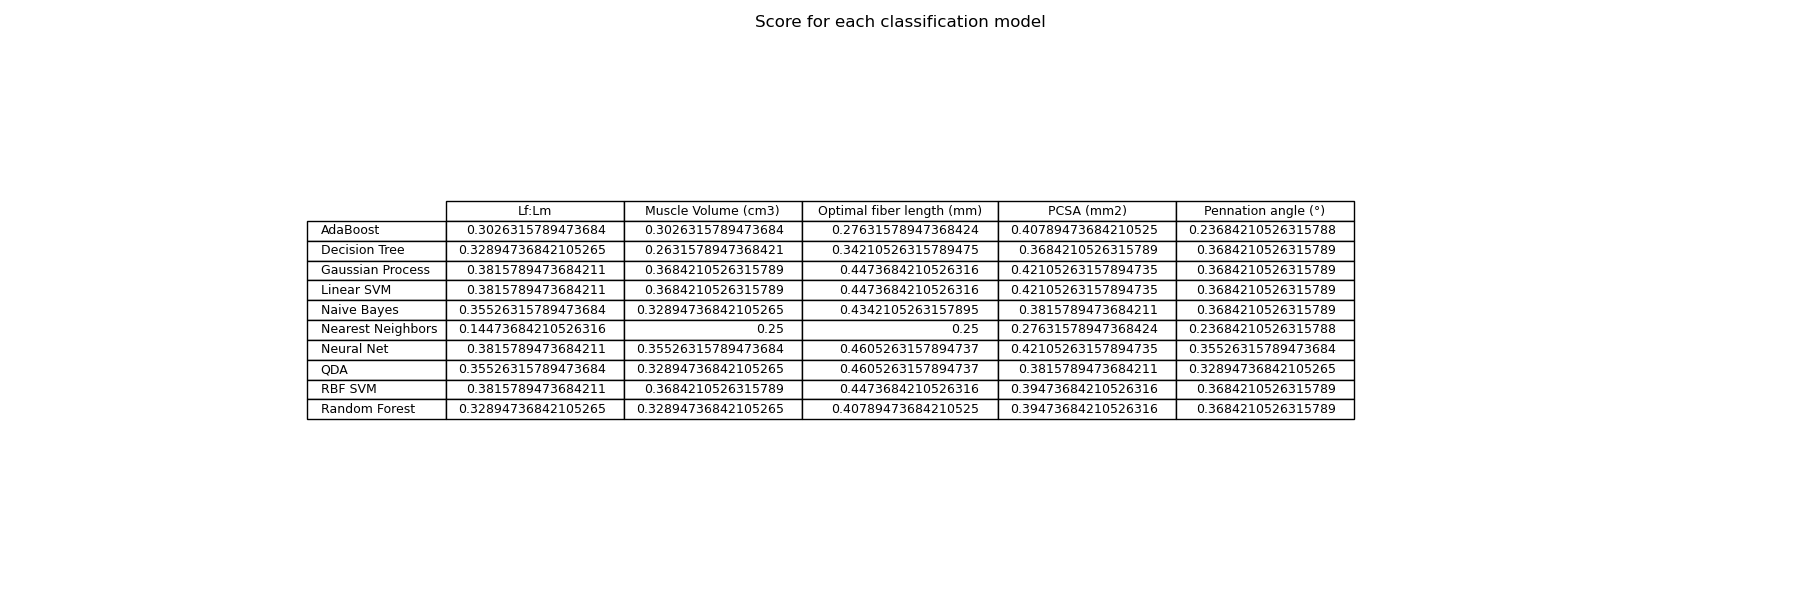 Score for each classification model
Lf:Lm Muscle Volume (cm3) Optimal fiber length (mm) PCSA (mm2) Pennation angle (°)
AdaBoost 0.3026315789473684 0.3026315789473684 0.27631578947368424 0.40789473684210525 0.23684210526315788
Decision Tree 0.32894736842105265 0.2631578947368421 0.34210526315789475 0.3684210526315789 0.3684210526315789
Gaussian Process 0.3815789473684211 0.3684210526315789 0.4473684210526316 0.42105263157894735 0.3684210526315789
Linear SVM 0.3815789473684211 0.3684210526315789 0.4473684210526316 0.42105263157894735 0.3684210526315789
Naive Bayes 0.35526315789473684 0.32894736842105265 0.4342105263157895 0.3815789473684211 0.3684210526315789
Nearest Neighbors 0.14473684210526316 0.25 0.25 0.27631578947368424 0.23684210526315788
Neural Net 0.3815789473684211 0.35526315789473684 0.4605263157894737 0.42105263157894735 0.35526315789473684
QDA 0.35526315789473684 0.32894736842105265 0.4605263157894737 0.3815789473684211 0.32894736842105265
RBF SVM 0.3815789473684211 0.3684210526315789 0.4473684210526316 0.39473684210526316 0.3684210526315789
Random Forest 0.32894736842105265 0.32894736842105265 0.40789473684210525 0.39473684210526316 0.3684210526315789